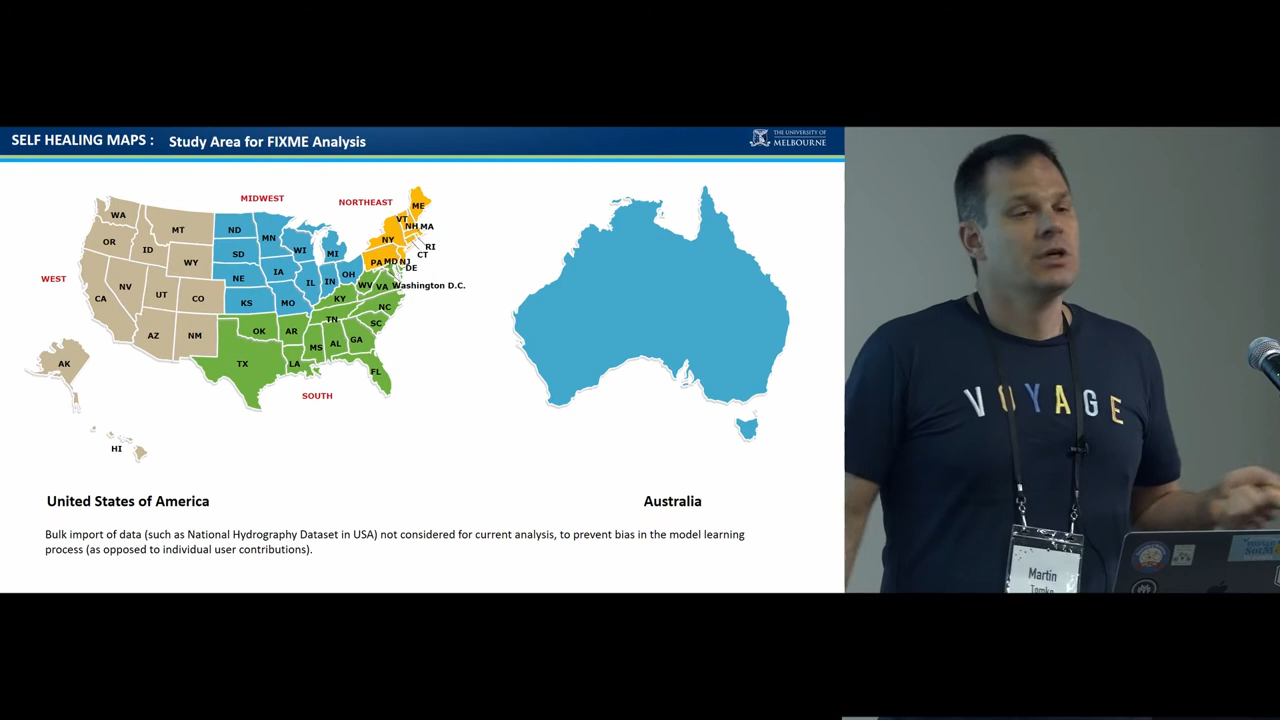 SELF HEALING MAPS : Study Area for FIXME Analysis
THE UNIVERSITY OF
MELBOURNE
MIDWEST
NORTHEAST
WEST
SOUTH
WA
MT
ND
MN
ME
VT
NH
MA
OR
ID
WY
SD
WI
MI
NY
RI
CT
NV
UT
CO
NE
IA
IL
IN
OH
PA
MD
NJ
DE
CA
KS
MO
KY
WV
VA
Washington D.C.
AZ
NM
OK
AR
TN
NC
SC
TX
LA
MS
AL
GA
FL
AK
HI
United States of America
Australia
Bulk import of data (such as National Hydrography Dataset in USA) not considered for current analysis, to prevent bias in the model learning
process (as opposed to individual user contributions).
VOYAGE
Martin
Tomko